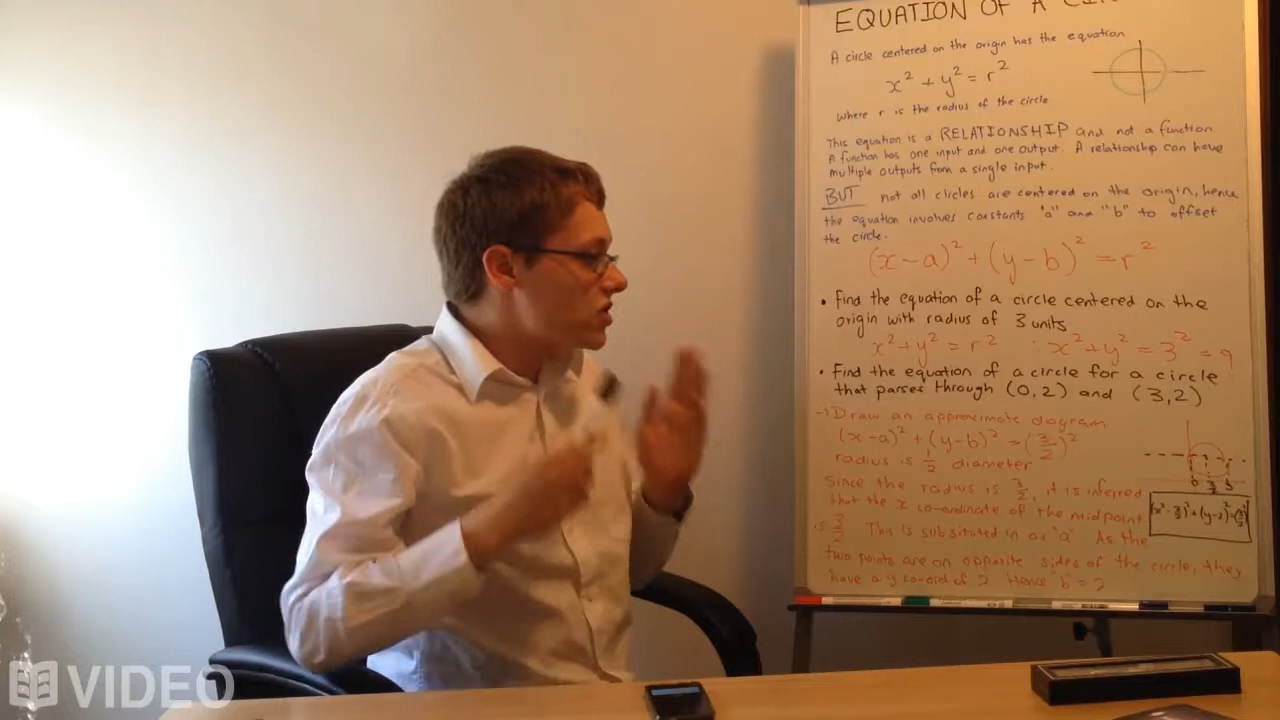 EQUATION OF A CIR
A circle centered on the origin has the equation
x² + y² = r²
where r is the radius of the circle
This equation is a RELATIONSHIP and not a function
A function has one input and one output. A relationship can have
multiple outputs from a single input.
BUT not all circles are centered on the origin, hence
the equation involves constants "a" and "b" to offset
the circle.
(x-a)² + (y-b)² = r²
• Find the equation of a circle centered on the
origin with radius of 3 units
x² + y² = r² ∴ x² + y² = 3² = 9
• Find the equation of a circle for a circle
that parses through (0,2) and (3,2)
→ Draw an approximate diagram
(x-a)² + (y-b)² = (3/2)²
radius is 1/2 diameter
Since the radius is 3/2, it is inferred
that the x co-ordinate of the midpoint
is 3/2 This is substituted in as "a" As the
two points are on opposite sides of the circle, they
have a y co-ord of 2 Hence "b" = 2
0 3/2 3
VIDEO